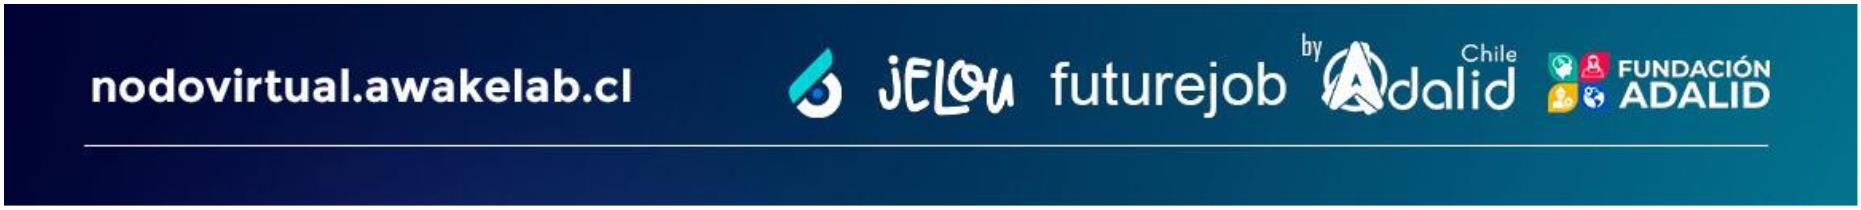 nodovirtual.awakelab.cl
jELOU
futurejob
by Adalid Chile
FUNDACIÓN
ADALID